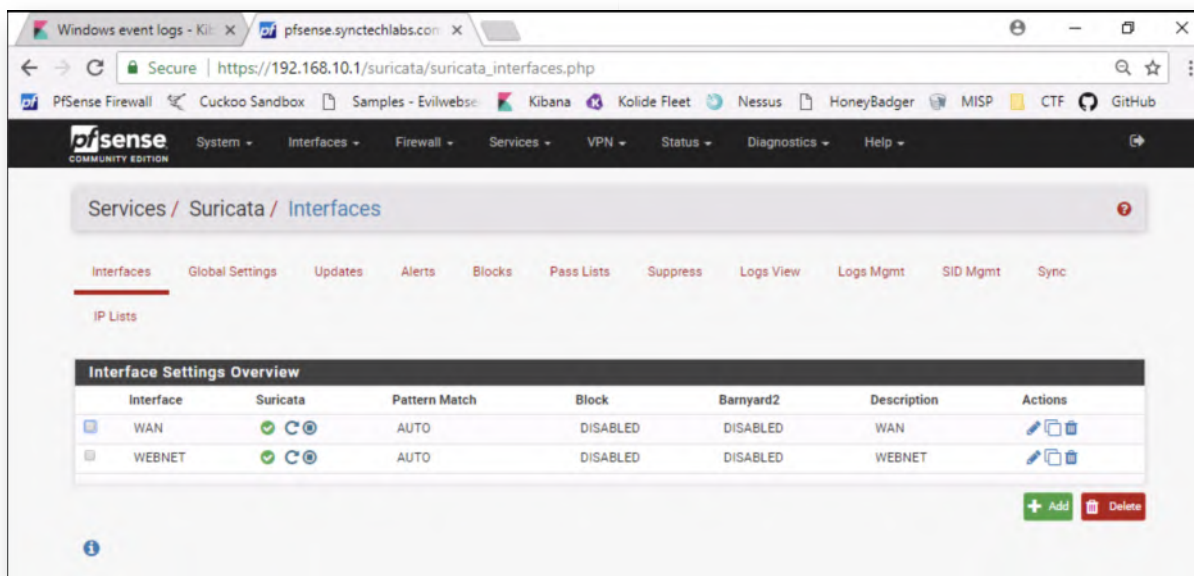 Windows event logs - Kib
pfsense.synctechlabs.com
Secure | https://192.168.10.1/suricata/suricata_interfaces.php
PfSense Firewall Cuckoo Sandbox Samples - Evilwebse Kibana Kolide Fleet Nessus HoneyBadger MISP CTF GitHub
pfsense System Interfaces Firewall Services VPN Status Diagnostics Help
COMMUNITY EDITION
Services / Suricata / Interfaces
Interfaces Global Settings Updates Alerts Blocks Pass Lists Suppress Logs View Logs Mgmt SID Mgmt Sync
IP Lists
Interface Settings Overview
Interface Suricata Pattern Match Block Barnyard2 Description Actions
WAN AUTO DISABLED DISABLED WAN
WEBNET AUTO DISABLED DISABLED WEBNET
Add Delete